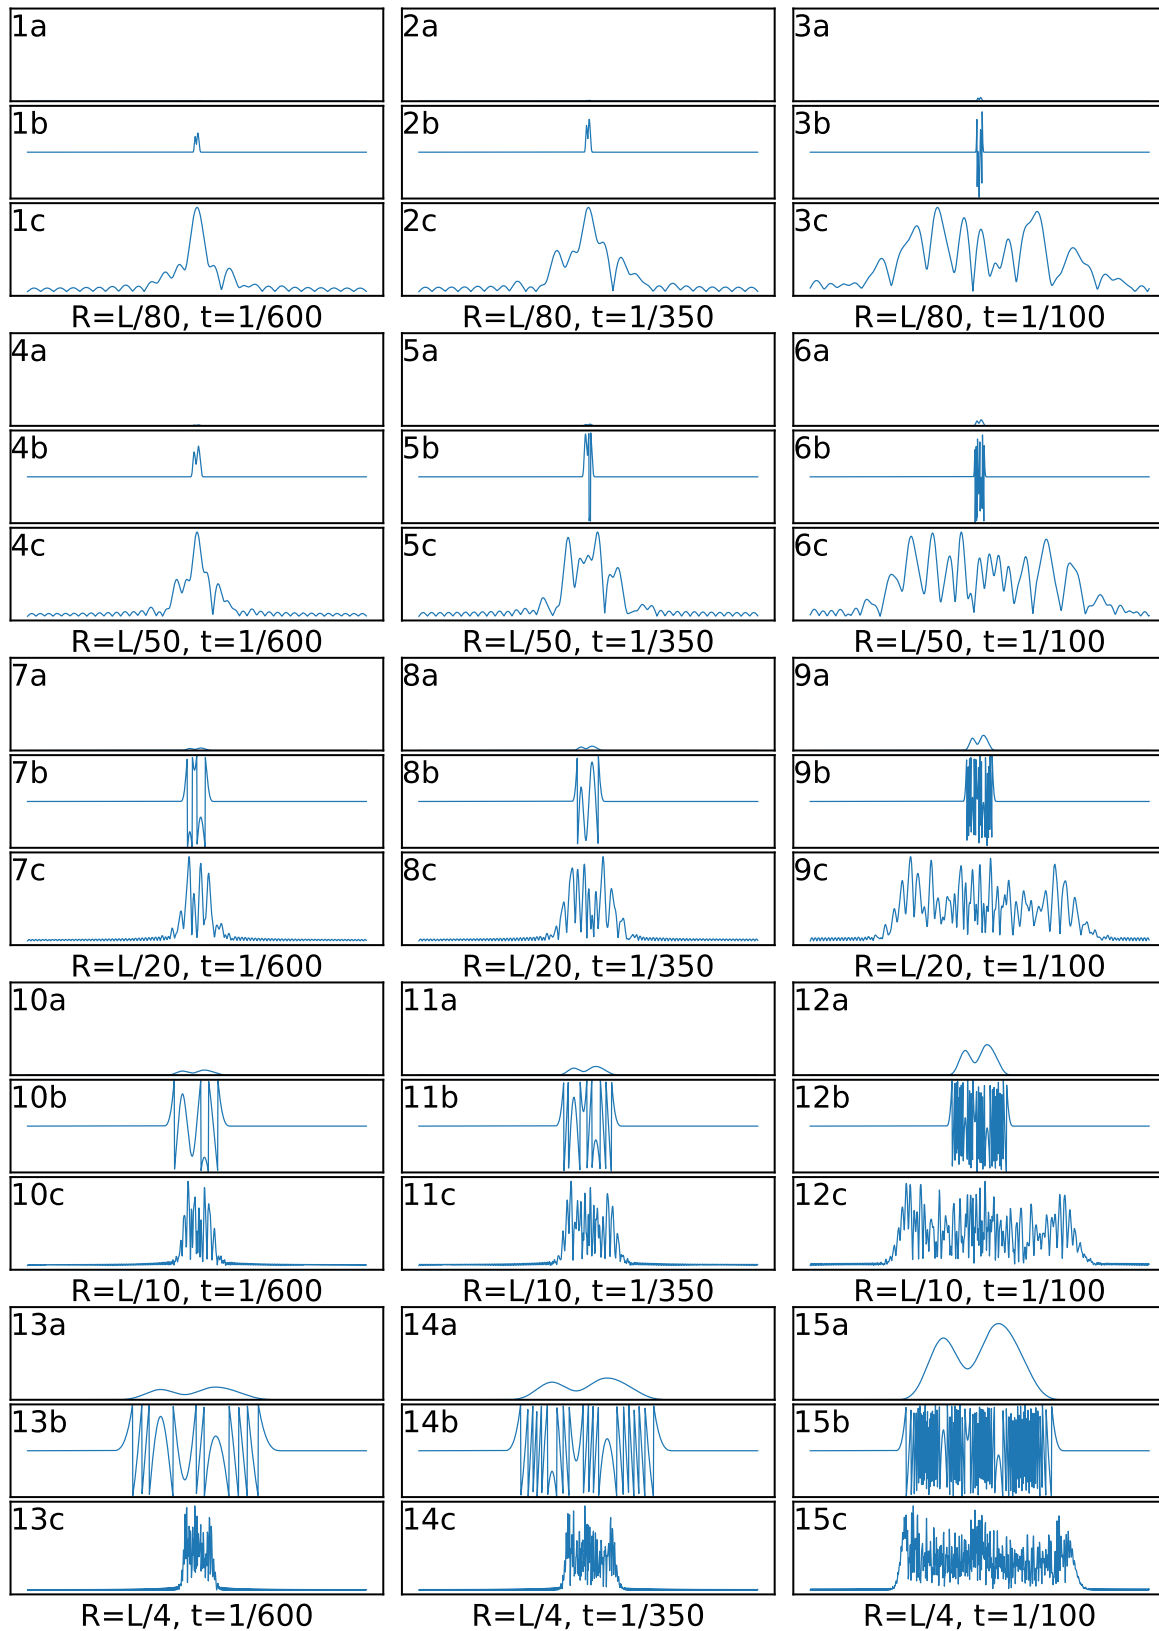 1a 2a 3a
1b 2b 3b
1c 2c 3c
R=L/80, t=1/600 R=L/80, t=1/350 R=L/80, t=1/100
4a 5a 6a
4b 5b 6b
4c 5c 6c
R=L/50, t=1/600 R=L/50, t=1/350 R=L/50, t=1/100
7a 8a 9a
7b 8b 9b
7c 8c 9c
R=L/20, t=1/600 R=L/20, t=1/350 R=L/20, t=1/100
10a 11a 12a
10b 11b 12b
10c 11c 12c
R=L/10, t=1/600 R=L/10, t=1/350 R=L/10, t=1/100
13a 14a 15a
13b 14b 15b
13c 14c 15c
R=L/4, t=1/600 R=L/4, t=1/350 R=L/4, t=1/100